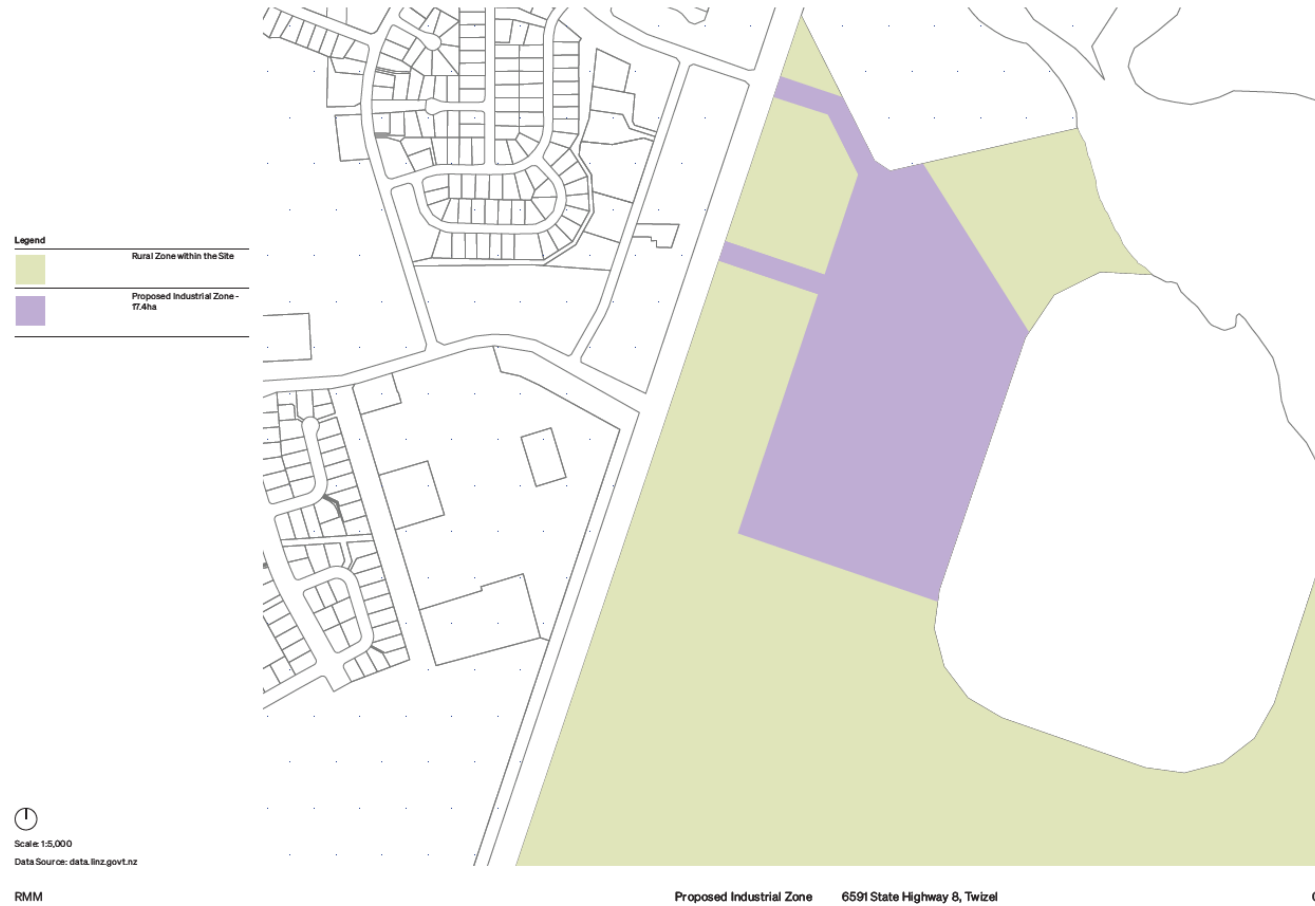 Legend
Rural Zone within the Site
Proposed Industrial Zone -
17.4ha
Scale: 1:5,000
Data Source: data.linz.govt.nz
RMM
Proposed Industrial Zone
6591 State Highway 8, Twizel